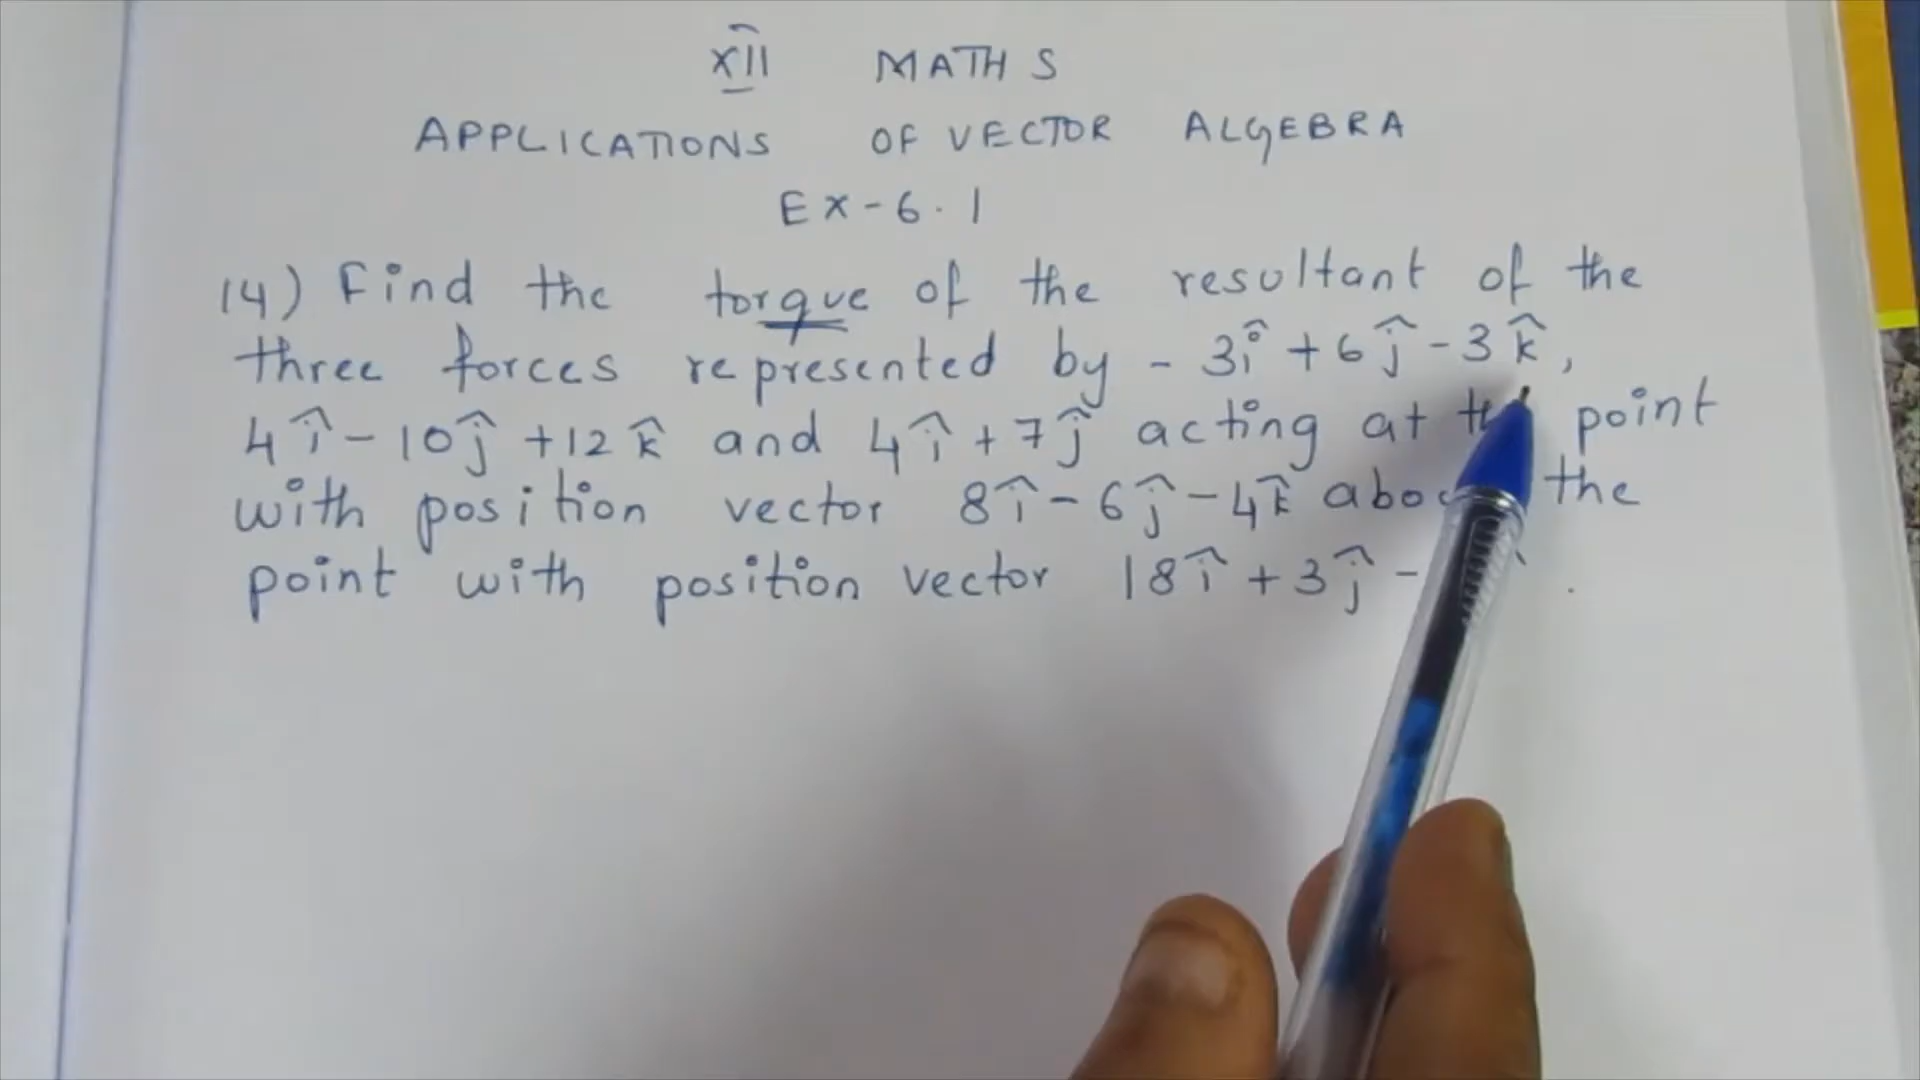 XII MATHS
APPLICATIONS OF VECTOR ALGEBRA
EX-6.1
14) Find the torque of the resultant of the
three forces represented by -3î+6ĵ-3k̂,
4î-10ĵ+12k̂ and 4î+7ĵ acting at point
with position vector 8î-6ĵ-4k̂ the
point with position vector 18î+3ĵ-